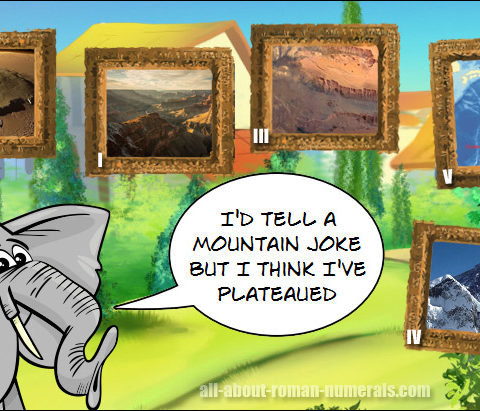 I
III
V
I'D TELL A
MOUNTAIN JOKE
BUT I THINK I'VE
PLATEAUED
IV
all-about-roman-numerals.com